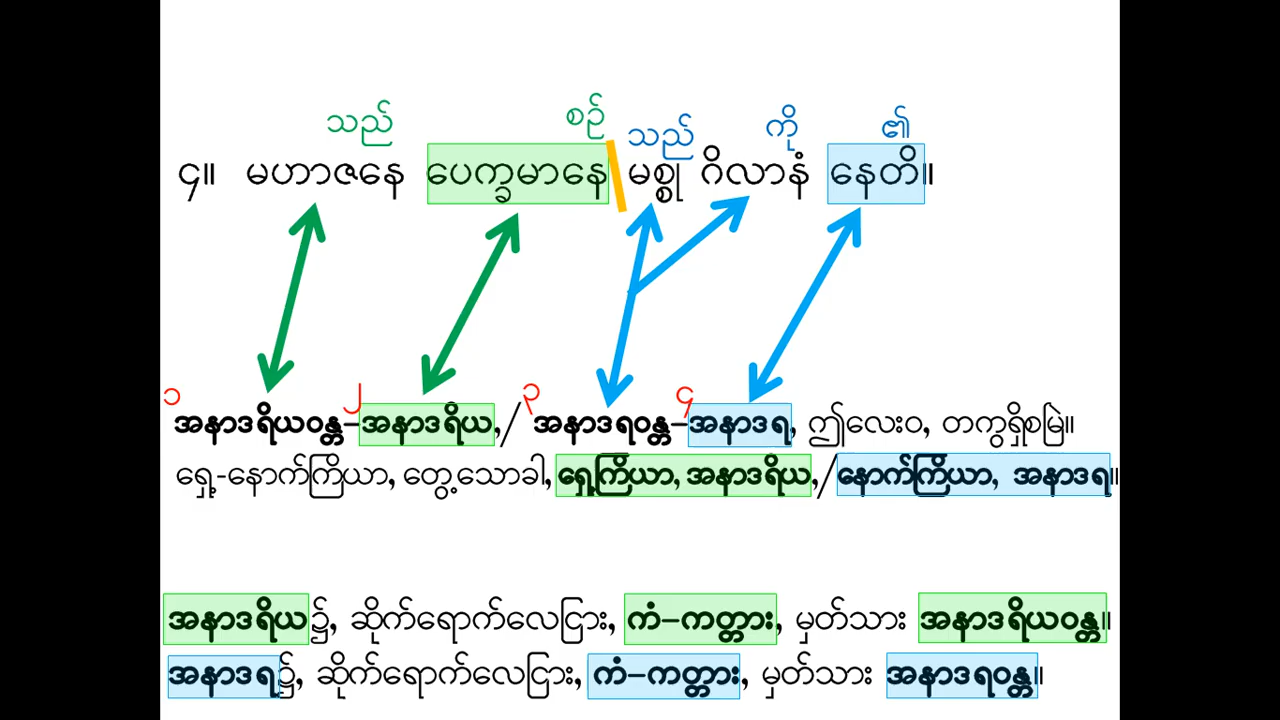 သည် စဉ် သည် ကို ၏
၄။ မဟာဇနေ ပေက္ခမာနေ မစ္စု ဂိလာနံ နေတိ။
၁ ၂ ၃ ၄
အနာဒရိယဝန္တ–အနာဒရိယ,/ အနာဒရဝန္တ–အနာဒရ, ဤလေးဝ, တကွရှိစမြဲ။
ရှေ့-နောက်ကြိယာ, တွေ့သောခါ, ရှေ့ကြိယာ, အနာဒရိယ,/နောက်ကြိယာ, အနာဒရ။
အနာဒရိယ၌, ဆိုက်ရောက်လေငြား, ကံ–ကတ္တား, မှတ်သား အနာဒရိယဝန္တ။
အနာဒရ၌, ဆိုက်ရောက်လေငြား, ကံ–ကတ္တား, မှတ်သား အနာဒရဝန္တ။